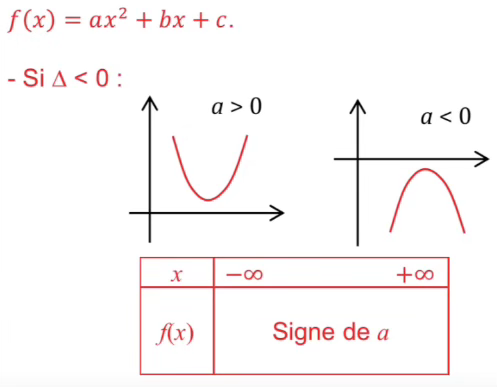 f(x) = ax² + bx + c.
- Si Δ < 0 :
a > 0
a < 0
x −∞ +∞
f(x) Signe de a